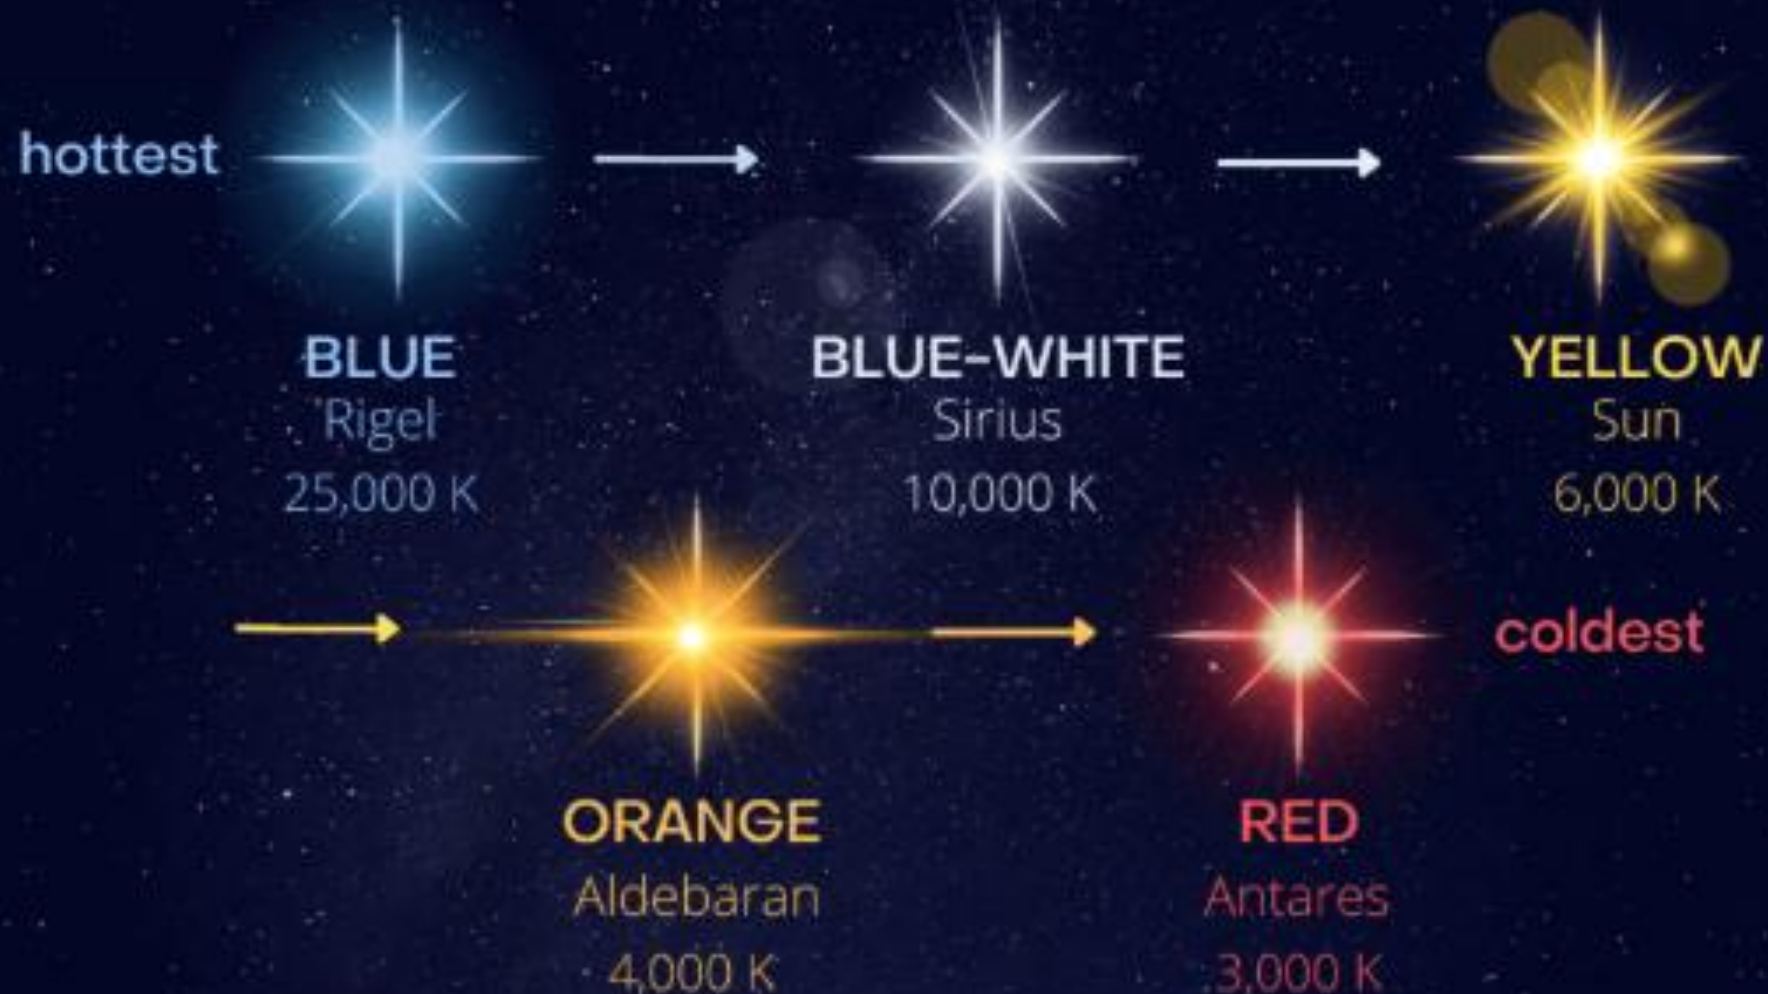 hottest
BLUE
Rigel
25,000 K
BLUE-WHITE
Sirius
10,000 K
YELLOW
Sun
6,000 K
ORANGE
Aldebaran
4,000 K
RED
Antares
3,000 K
coldest